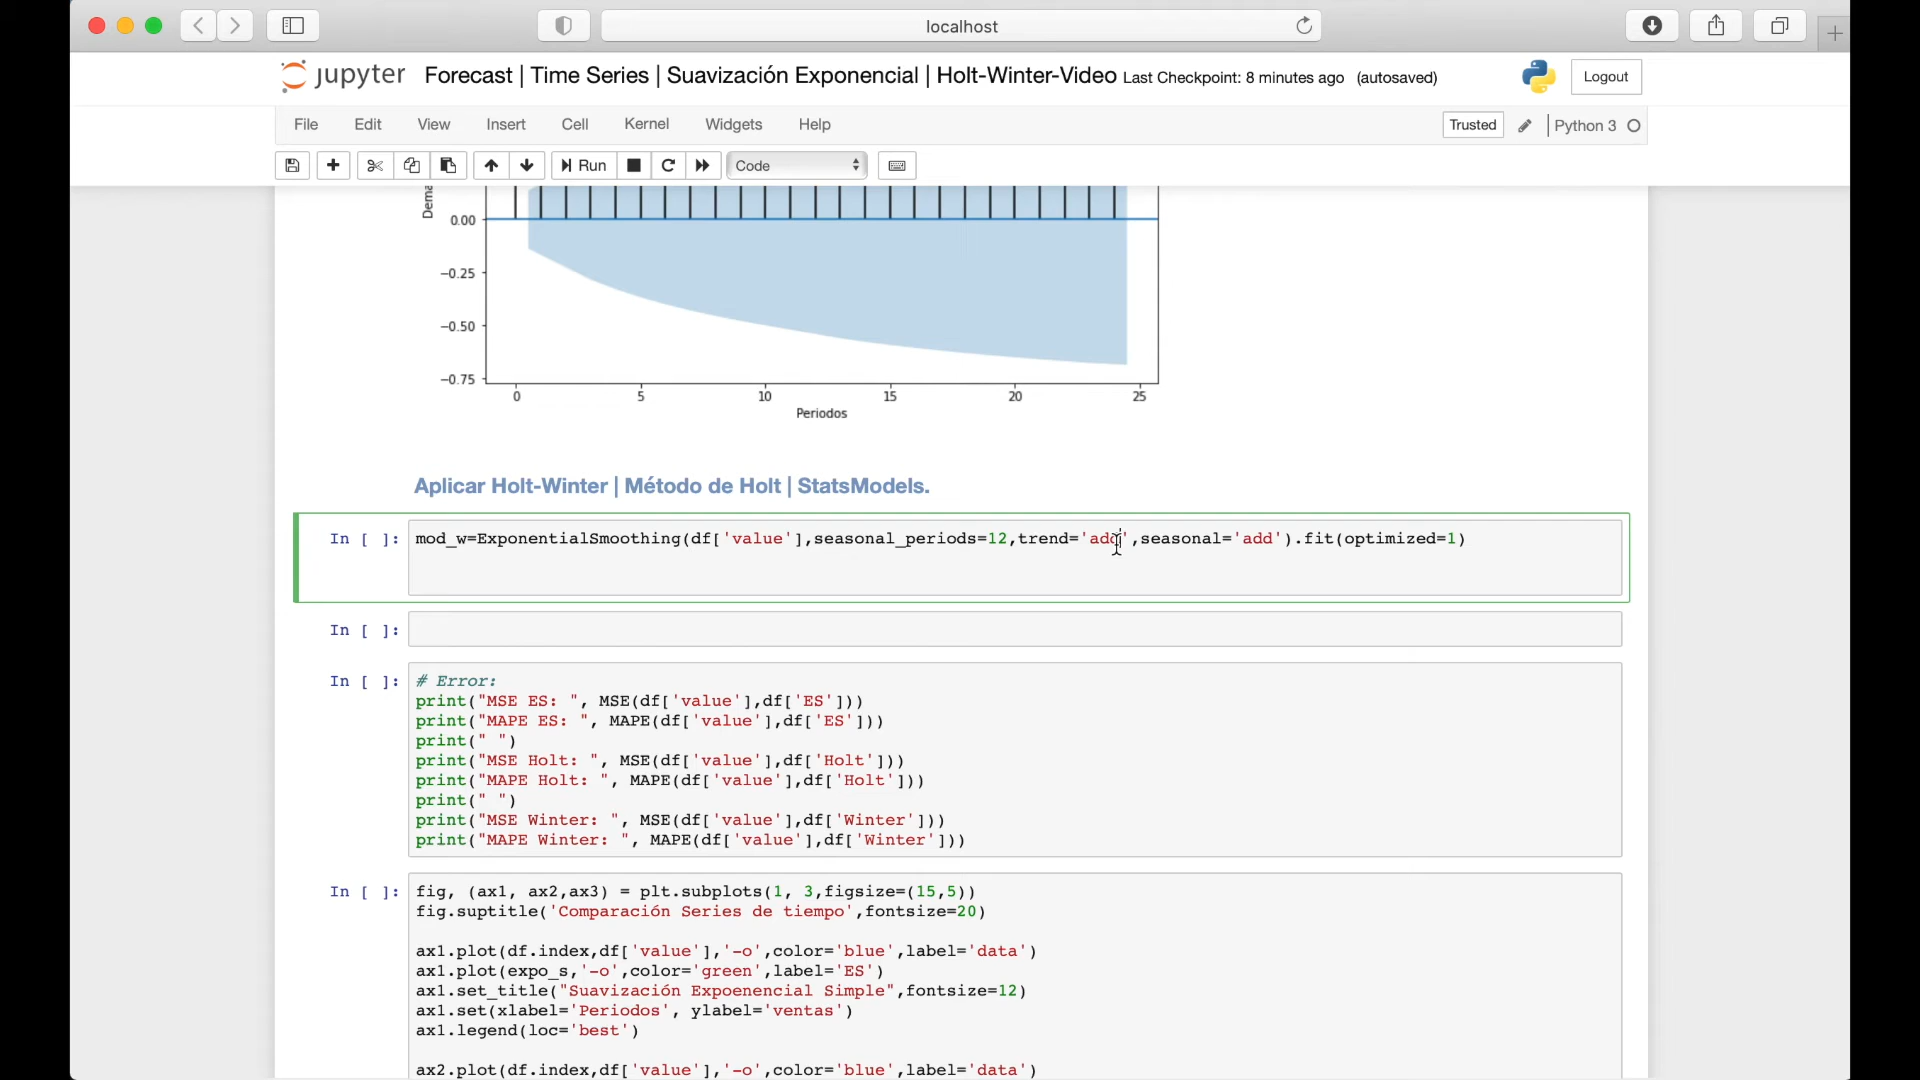 localhost
jupyter Forecast | Time Series | Suavización Exponencial | Holt-Winter-Video Last Checkpoint: 8 minutes ago (autosaved) Logout
File Edit View Insert Cell Kernel Widgets Help Trusted Python 3
Run Code
0.00
−0.25
−0.50
−0.75
0 5 10 15 20 25
Periodos
Aplicar Holt-Winter | Método de Holt | StatsModels.
In [ ]: mod_w=ExponentialSmoothing(df['value'],seasonal_periods=12,trend='add',seasonal='add').fit(optimized=1)
In [ ]:
In [ ]: # Error:
print("MSE ES: ", MSE(df['value'],df['ES']))
print("MAPE ES: ", MAPE(df['value'],df['ES']))
print(" ")
print("MSE Holt: ", MSE(df['value'],df['Holt']))
print("MAPE Holt: ", MAPE(df['value'],df['Holt']))
print(" ")
print("MSE Winter: ", MSE(df['value'],df['Winter']))
print("MAPE Winter: ", MAPE(df['value'],df['Winter']))
In [ ]: fig, (ax1, ax2,ax3) = plt.subplots(1, 3,figsize=(15,5))
fig.suptitle('Comparación Series de tiempo',fontsize=20)
ax1.plot(df.index,df['value'],'-o',color='blue',label='data')
ax1.plot(expo_s,'-o',color='green',label='ES')
ax1.set_title("Suavización Expoenencial Simple",fontsize=12)
ax1.set(xlabel='Periodos', ylabel='ventas')
ax1.legend(loc='best')
ax2.plot(df.index,df['value'],'-o',color='blue',label='data')